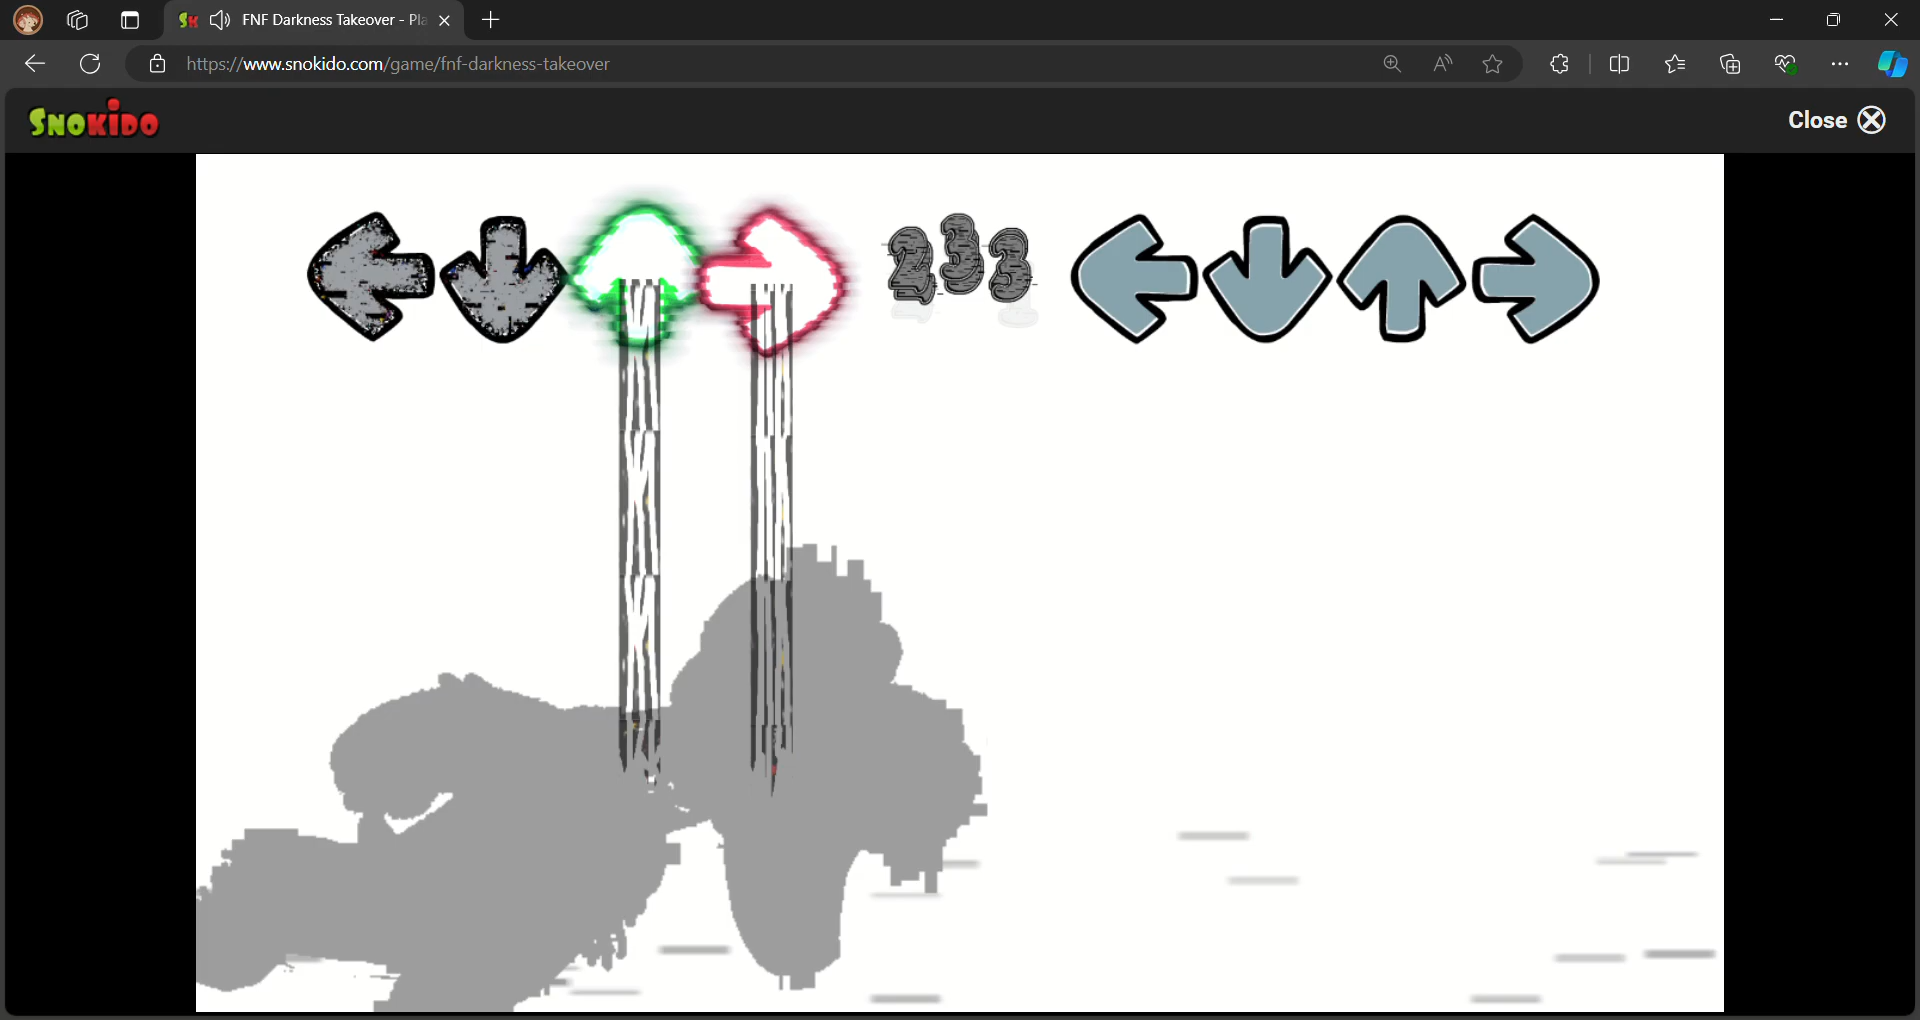 FNF Darkness Takeover - Pla
https://www.snokido.com/game/fnf-darkness-takeover
SNOKIDO
Close
233